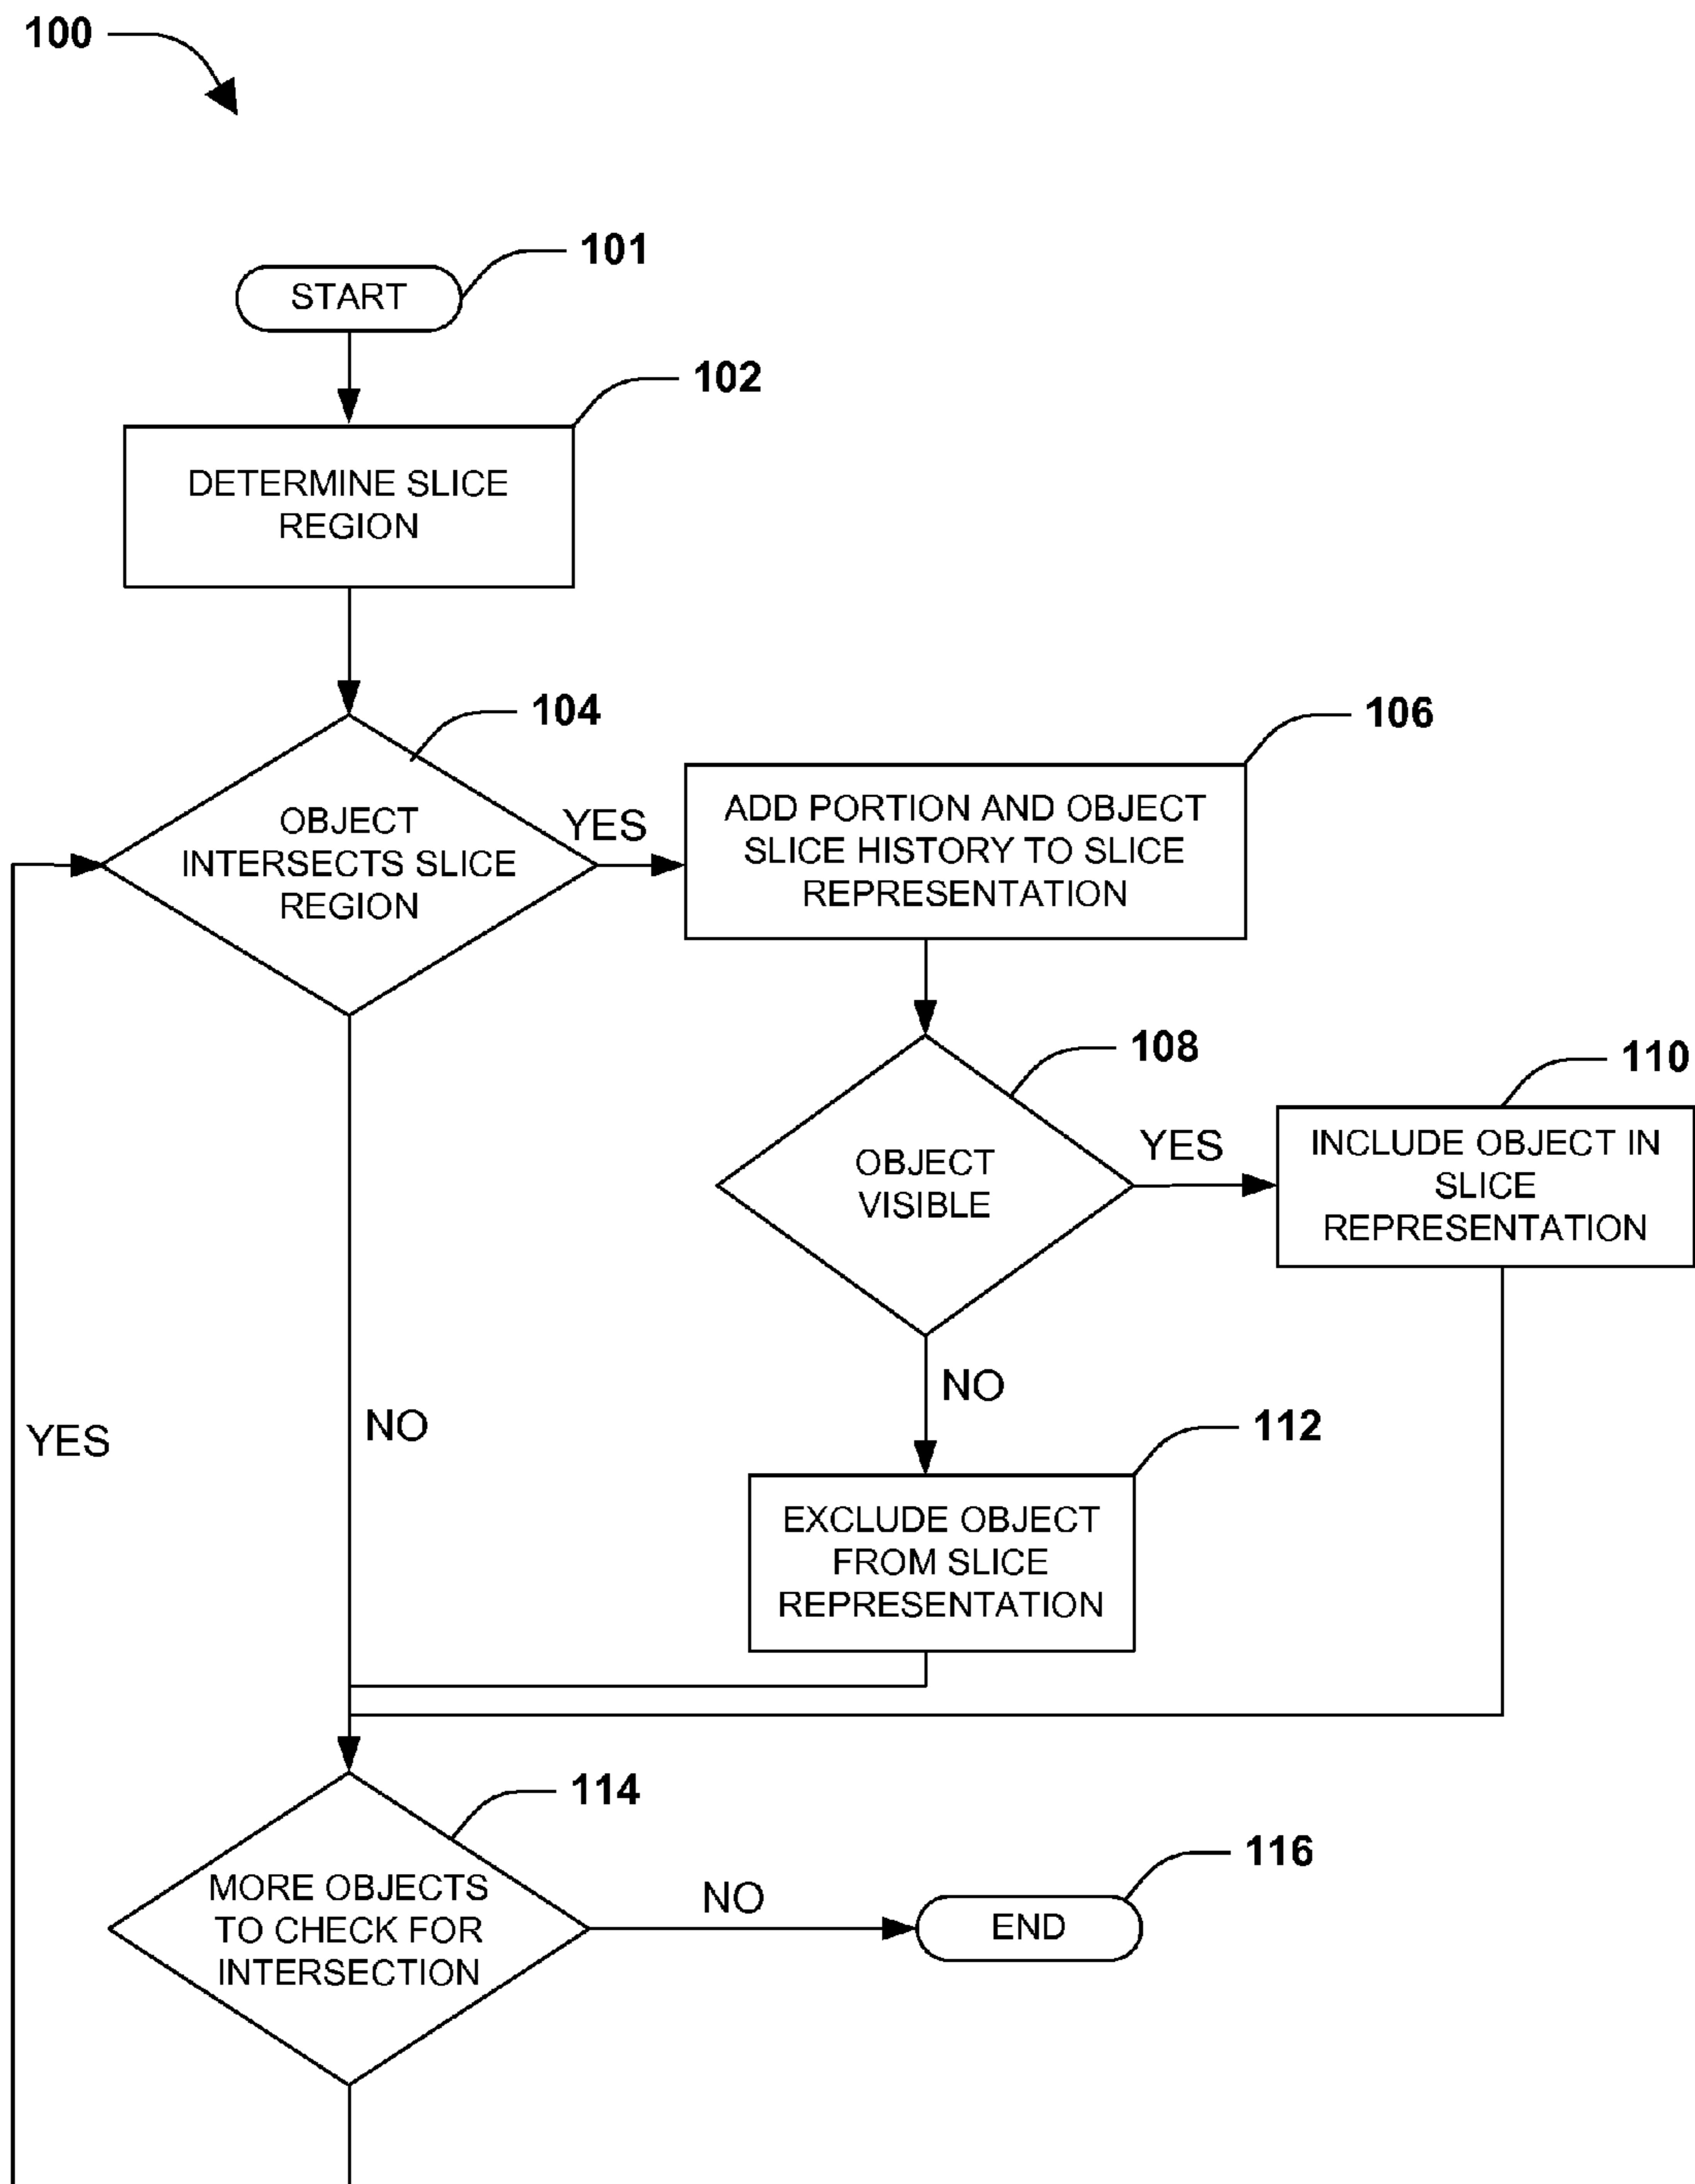 100
101
START
102
DETERMINE SLICE
REGION
104
OBJECT
INTERSECTS SLICE
REGION
YES
106
ADD PORTION AND OBJECT
SLICE HISTORY TO SLICE
REPRESENTATION
108
OBJECT
VISIBLE
YES
110
INCLUDE OBJECT IN
SLICE
REPRESENTATION
NO
YES
NO
112
EXCLUDE OBJECT
FROM SLICE
REPRESENTATION
114
MORE OBJECTS
TO CHECK FOR
INTERSECTION
NO
116
END